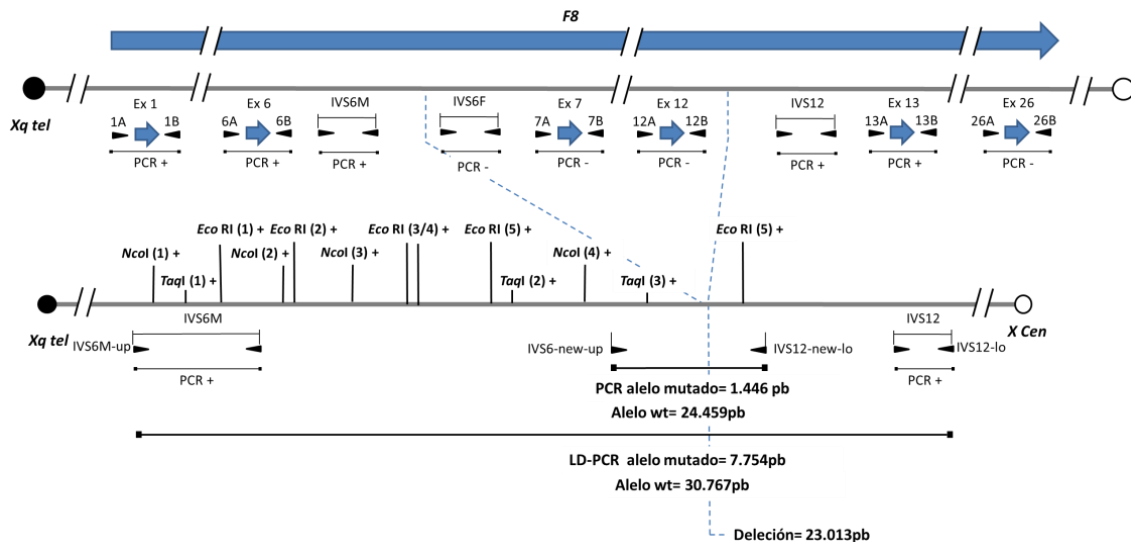 F8
Ex 1
Ex 6
IVS6M
IVS6F
Ex 7
Ex 12
IVS12
Ex 13
Ex 26
1A
1B
6A
6B
7A
7B
12A
12B
13A
13B
26A
26B
Xq tel
PCR +
PCR +
PCR +
PCR -
PCR -
PCR -
PCR +
PCR +
PCR -
Eco RI (1) +
Eco RI (2) +
Eco RI (3/4) +
Eco RI (5) +
Eco RI (5) +
NcoI (1) +
NcoI (2) +
NcoI (3) +
NcoI (4) +
TaqI (1) +
TaqI (2) +
TaqI (3) +
Xq tel
IVS6M
IVS12
X Cen
IVS6M-up
IVS6-new-up
IVS12-new-lo
IVS12-lo
PCR +
PCR +
PCR alelo mutado= 1.446 pb
Alelo wt= 24.459pb
LD-PCR alelo mutado= 7.754pb
Alelo wt= 30.767pb
Deleción= 23.013pb